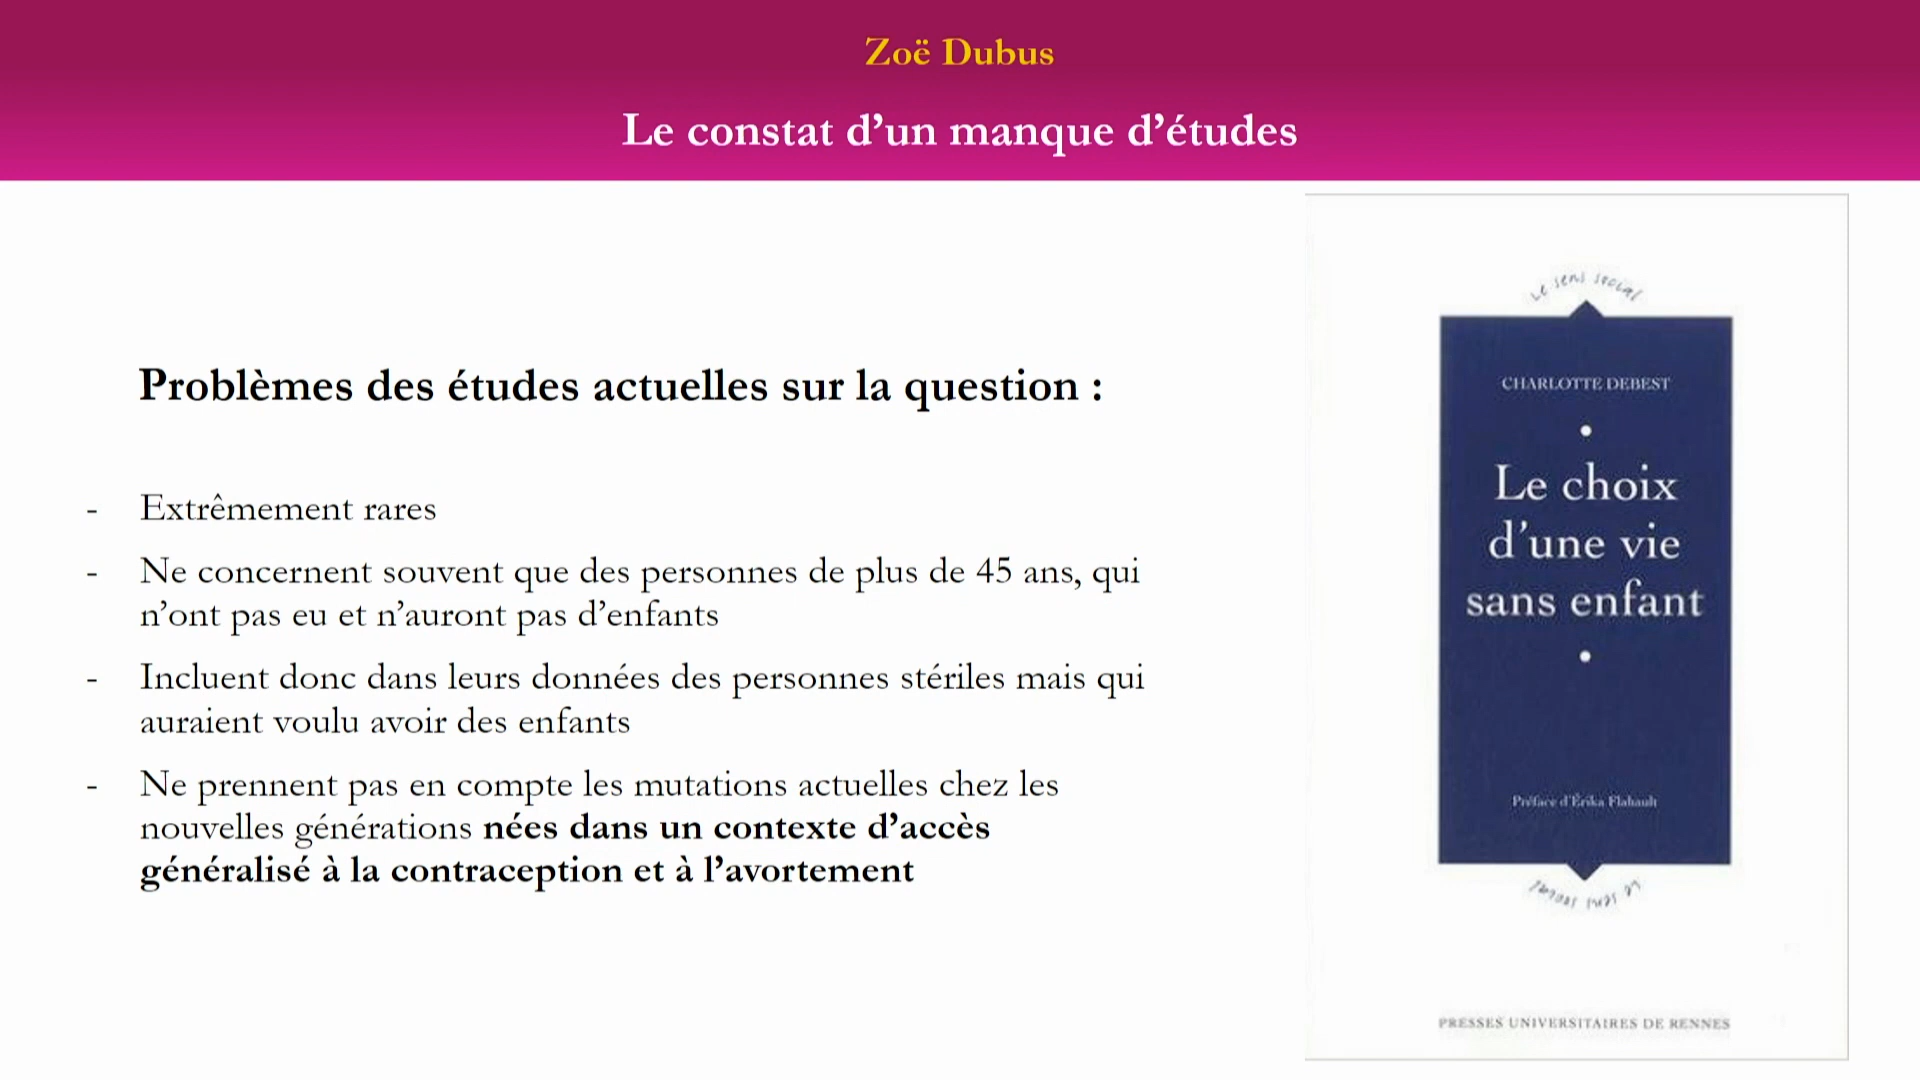 Zoë Dubus
Le constat d’un manque d’études
Problèmes des études actuelles sur la question :
- Extrêmement rares
- Ne concernent souvent que des personnes de plus de 45 ans, qui
n’ont pas eu et n’auront pas d’enfants
- Incluent donc dans leurs données des personnes stériles mais qui
auraient voulu avoir des enfants
- Ne prennent pas en compte les mutations actuelles chez les
nouvelles générations nées dans un contexte d’accès
généralisé à la contraception et à l’avortement
Le sens social
CHARLOTTE DEBEST
Le choix
d’une vie
sans enfant
Préface d’Érika Flahault
Le sens social
PRESSES UNIVERSITAIRES DE RENNES